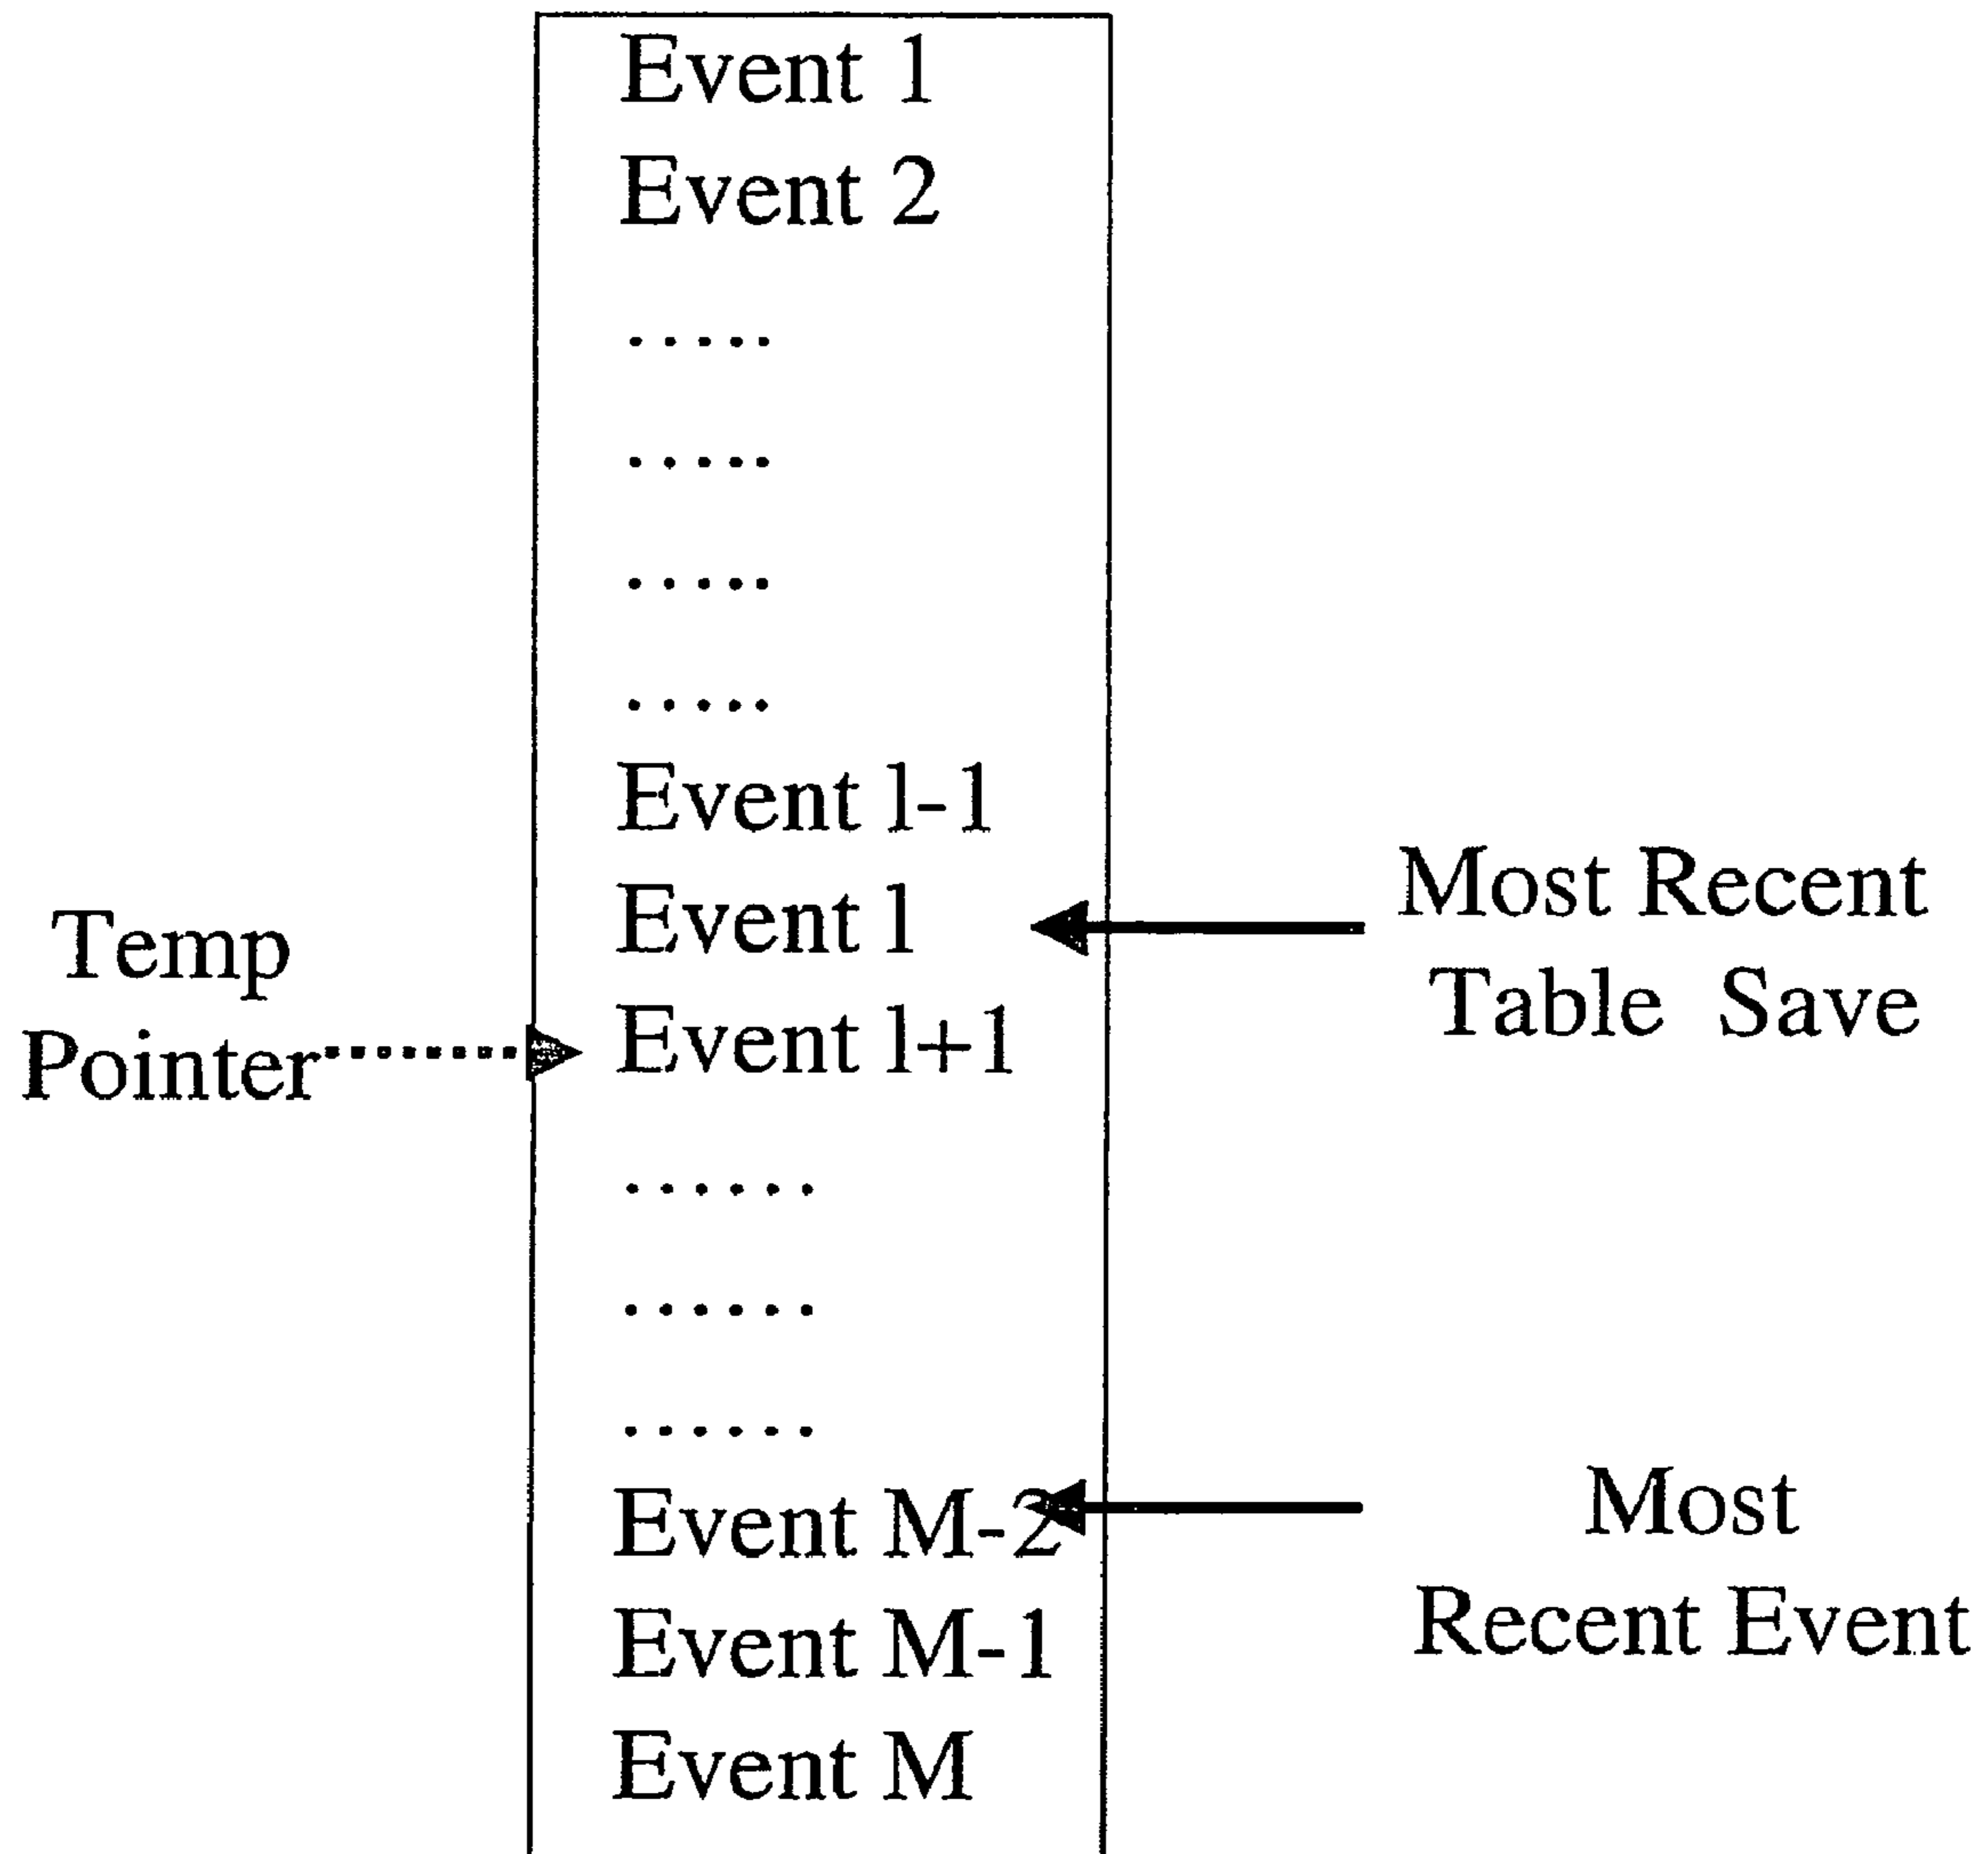 Event 1
Event 2
.....
.....
.....
.....
Event l-1
Event l
Event l+1
......
......
......
Event M-2
Event M-1
Event M
Temp
Pointer
Most Recent
Table Save
Most
Recent Event